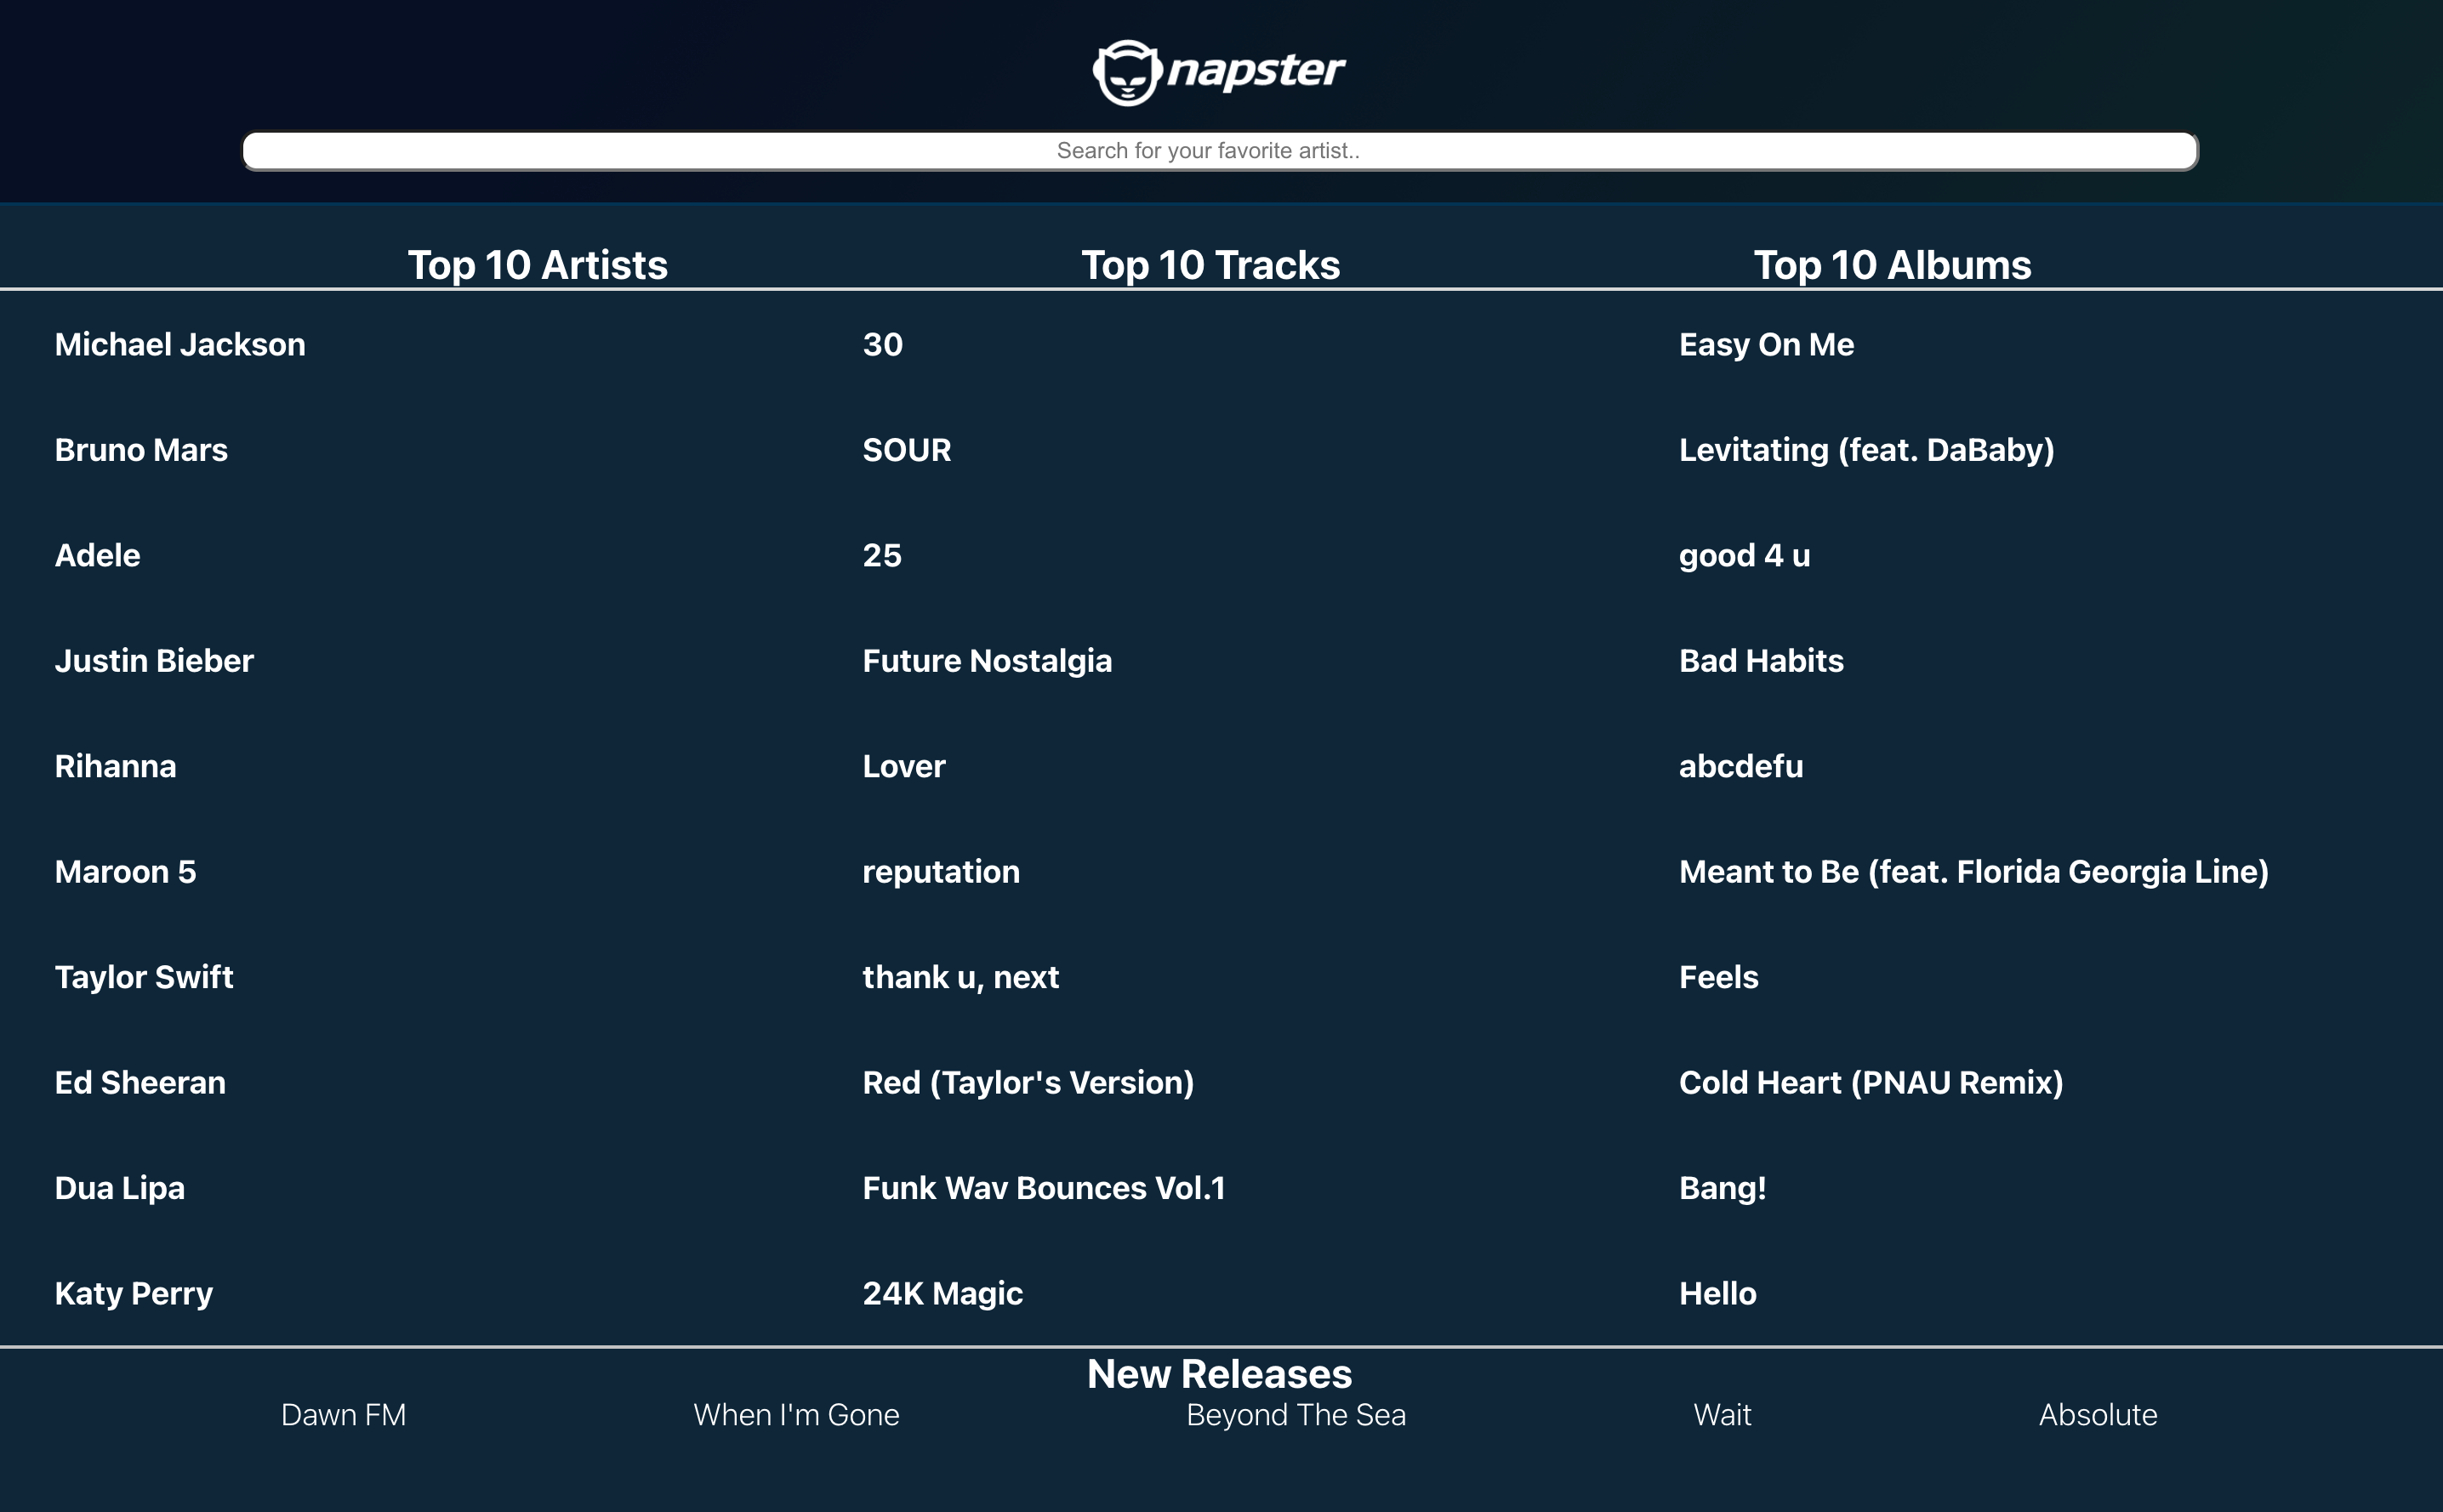 napster
Search for your favorite artist..
Top 10 Artists Top 10 Tracks Top 10 Albums
Michael Jackson 30 Easy On Me
Bruno Mars SOUR Levitating (feat. DaBaby)
Adele 25 good 4 u
Justin Bieber Future Nostalgia Bad Habits
Rihanna Lover abcdefu
Maroon 5 reputation Meant to Be (feat. Florida Georgia Line)
Taylor Swift thank u, next Feels
Ed Sheeran Red (Taylor's Version) Cold Heart (PNAU Remix)
Dua Lipa Funk Wav Bounces Vol.1 Bang!
Katy Perry 24K Magic Hello
New Releases
Dawn FM When I'm Gone Beyond The Sea Wait Absolute